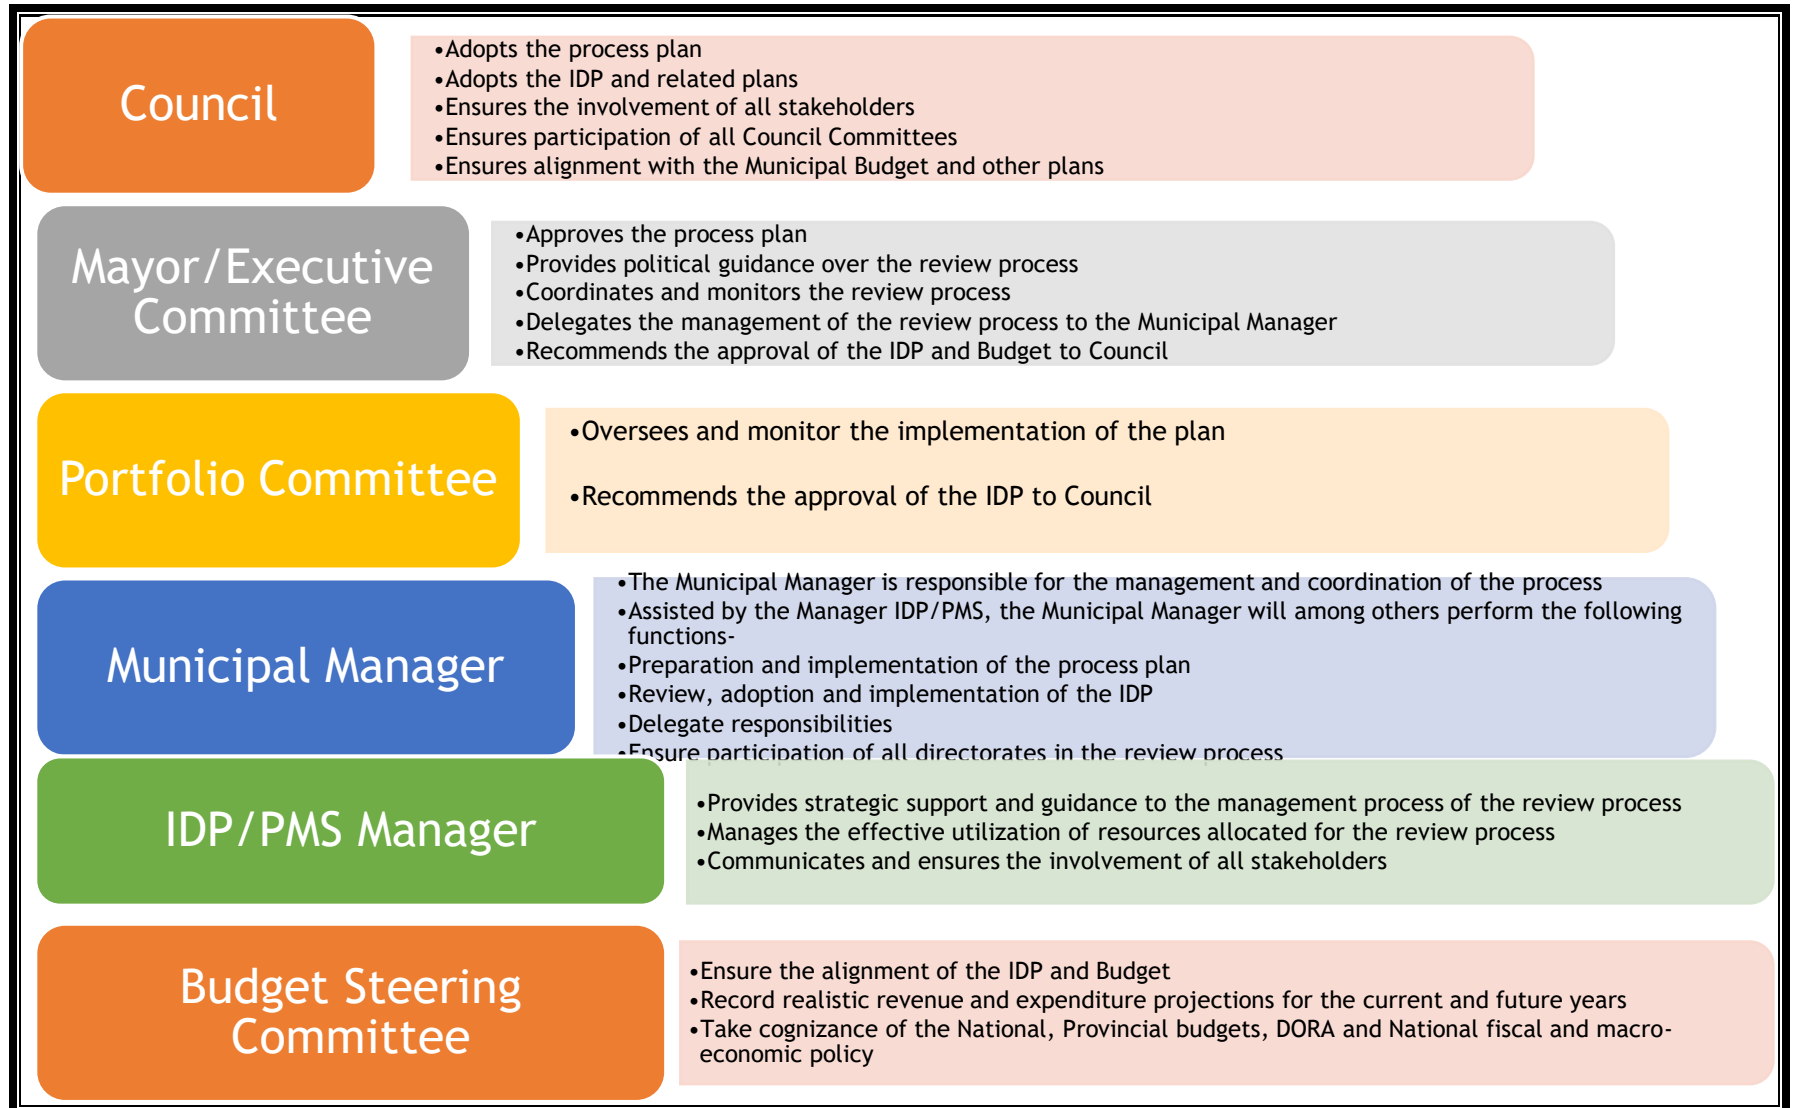 Council
•Adopts the process plan
•Adopts the IDP and related plans
•Ensures the involvement of all stakeholders
•Ensures participation of all Council Committees
•Ensures alignment with the Municipal Budget and other plans
Mayor/Executive
Committee
•Approves the process plan
•Provides political guidance over the review process
•Coordinates and monitors the review process
•Delegates the management of the review process to the Municipal Manager
•Recommends the approval of the IDP and Budget to Council
Portfolio Committee
•Oversees and monitor the implementation of the plan
•Recommends the approval of the IDP to Council
Municipal Manager
•The Municipal Manager is responsible for the management and coordination of the process
•Assisted by the Manager IDP/PMS, the Municipal Manager will among others perform the following
functions-
•Preparation and implementation of the process plan
•Review, adoption and implementation of the IDP
•Delegate responsibilities
•Ensure participation of all directorates in the review process
IDP/PMS Manager
•Provides strategic support and guidance to the management process of the review process
•Manages the effective utilization of resources allocated for the review process
•Communicates and ensures the involvement of all stakeholders
Budget Steering
Committee
•Ensure the alignment of the IDP and Budget
•Record realistic revenue and expenditure projections for the current and future years
•Take cognizance of the National, Provincial budgets, DORA and National fiscal and macro-
economic policy